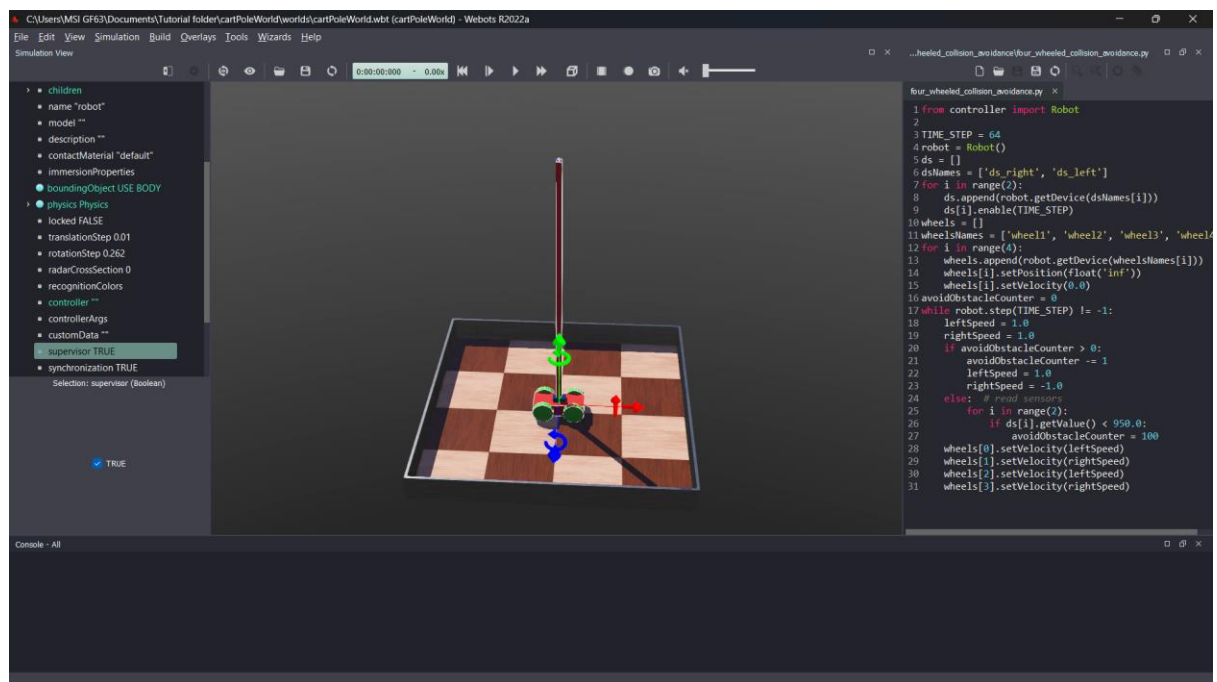 C:\Users\MSI GF63\Documents\Tutorial folder\cartPoleWorld\worlds\cartPoleWorld.wbt (cartPoleWorld) - Webots R2022a
File Edit View Simulation Build Overlays Tools Wizards Help
Simulation View
0:00:00:000 - 0.00x
children
name "robot"
model ""
description ""
contactMaterial "default"
immersionProperties
boundingObject USE BODY
physics Physics
locked FALSE
translationStep 0.01
rotationStep 0.262
radarCrossSection 0
recognitionColors
controller ""
controllerArgs
customData ""
supervisor TRUE
synchronization TRUE
Selection: supervisor (Boolean)
TRUE
...heeled_collision_avoidance\four_wheeled_collision_avoidance.py
four_wheeled_collision_avoidance.py
1 from controller import Robot
2
3 TIME_STEP = 64
4 robot = Robot()
5 ds = []
6 dsNames = ['ds_right', 'ds_left']
7 for i in range(2):
8     ds.append(robot.getDevice(dsNames[i]))
9     ds[i].enable(TIME_STEP)
10 wheels = []
11 wheelsNames = ['wheel1', 'wheel2', 'wheel3', 'wheel4
12 for i in range(4):
13     wheels.append(robot.getDevice(wheelsNames[i]))
14     wheels[i].setPosition(float('inf'))
15     wheels[i].setVelocity(0.0)
16 avoidObstacleCounter = 0
17 while robot.step(TIME_STEP) != -1:
18     leftSpeed = 1.0
19     rightSpeed = 1.0
20     if avoidObstacleCounter > 0:
21         avoidObstacleCounter -= 1
22         leftSpeed = 1.0
23         rightSpeed = -1.0
24     else:  # read sensors
25         for i in range(2):
26             if ds[i].getValue() < 950.0:
27                 avoidObstacleCounter = 100
28     wheels[0].setVelocity(leftSpeed)
29     wheels[1].setVelocity(rightSpeed)
30     wheels[2].setVelocity(leftSpeed)
31     wheels[3].setVelocity(rightSpeed)
Console - All